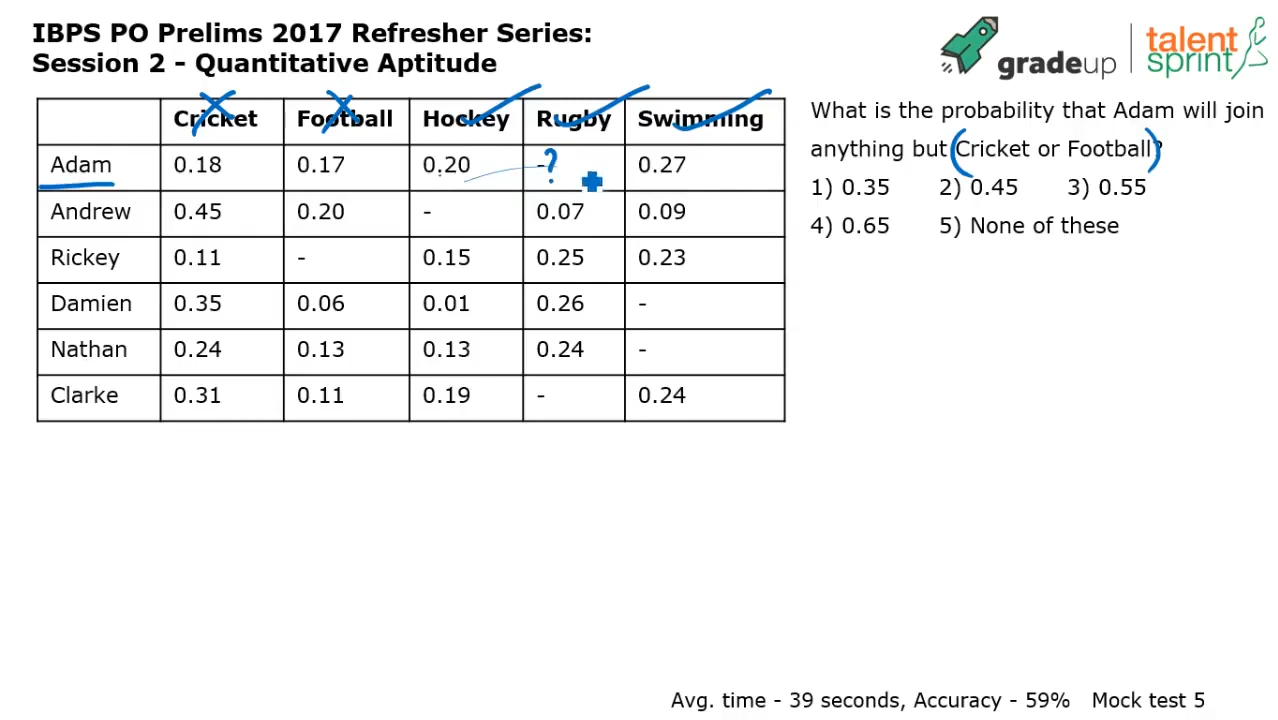 IBPS PO Prelims 2017 Refresher Series:
Session 2 - Quantitative Aptitude
gradeup
talent
sprint
Cricket Football Hockey Rugby Swimming
Adam 0.18 0.17 0.20 -? 0.27
Andrew 0.45 0.20 - 0.07 0.09
Rickey 0.11 - 0.15 0.25 0.23
Damien 0.35 0.06 0.01 0.26 -
Nathan 0.24 0.13 0.13 0.24 -
Clarke 0.31 0.11 0.19 - 0.24
What is the probability that Adam will join
anything but (Cricket or Football)?
1) 0.35 2) 0.45 3) 0.55
4) 0.65 5) None of these
Avg. time - 39 seconds, Accuracy - 59% Mock test 5